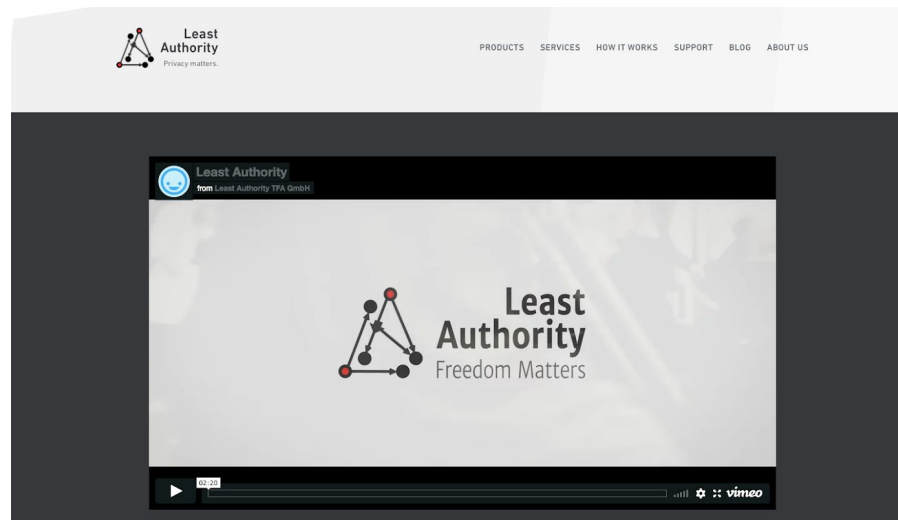 Least
Authority
Privacy matters.
PRODUCTS SERVICES HOW IT WORKS SUPPORT BLOG ABOUT US
Least Authority
from Least Authority TFA GmbH
Least
Authority
Freedom Matters
02:20
vimeo